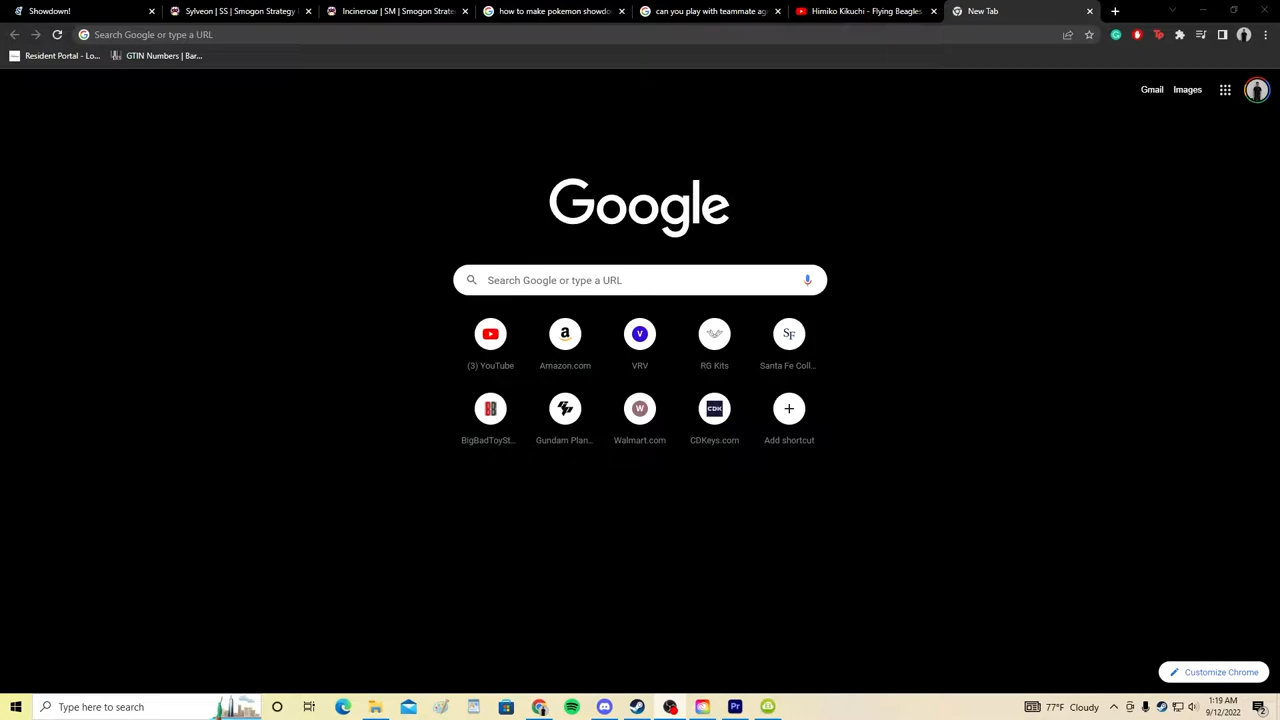 Showdown!
Sylveon | SS | Smogon Strategy
Incineroar | SM | Smogon Strate
how to make pokemon showdo
can you play with teammate ag
Himiko Kikuchi - Flying Beagles
New Tab
Search Google or type a URL
Resident Portal - Lo...
GTIN Numbers | Bar...
Gmail
Images
Google
Search Google or type a URL
(3) YouTube
Amazon.com
VRV
RG Kits
Santa Fe Coll...
BigBadToySt...
Gundam Plan...
Walmart.com
CDKeys.com
Add shortcut
Customize Chrome
Type here to search
77°F Cloudy
1:19 AM
9/12/2022